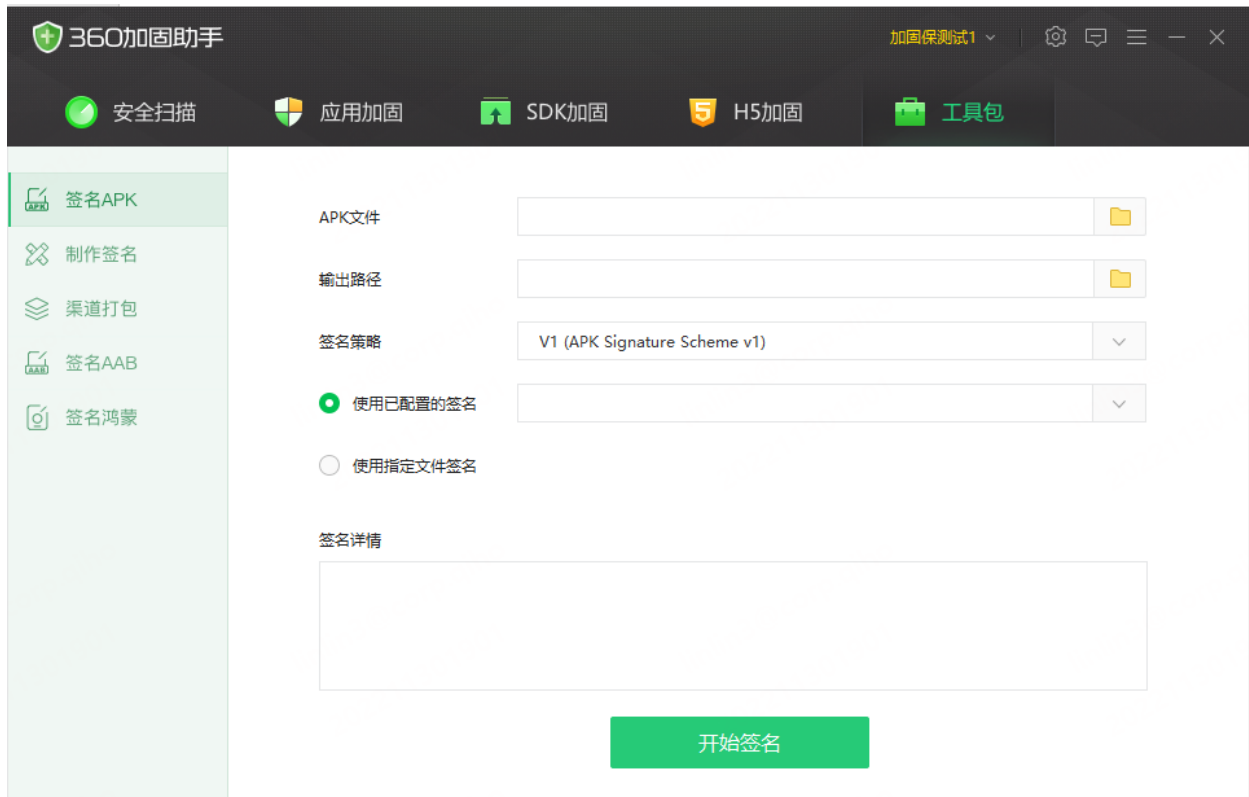 360加固助手
加固保测试1
安全扫描
应用加固
SDK加固
H5加固
工具包
签名APK
制作签名
渠道打包
签名AAB
签名鸿蒙
APK文件
输出路径
签名策略
V1 (APK Signature Scheme v1)
使用已配置的签名
使用指定文件签名
签名详情
开始签名